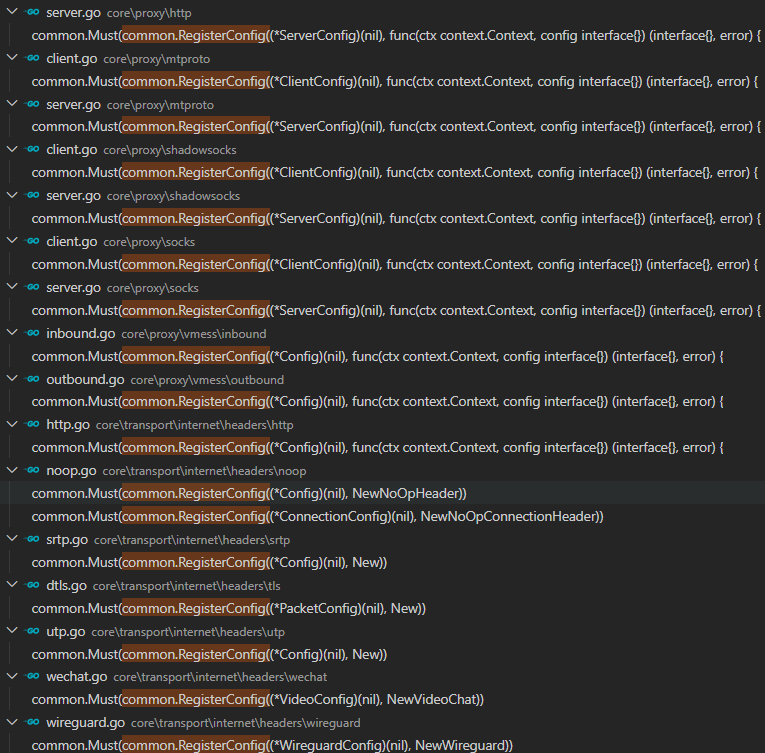 server.go core\proxy\http
common.Must(common.RegisterConfig((*ServerConfig)(nil), func(ctx context.Context, config interface{}) (interface{}, error) {
client.go core\proxy\mtproto
common.Must(common.RegisterConfig((*ClientConfig)(nil), func(ctx context.Context, config interface{}) (interface{}, error) {
server.go core\proxy\mtproto
common.Must(common.RegisterConfig((*ServerConfig)(nil), func(ctx context.Context, config interface{}) (interface{}, error) {
client.go core\proxy\shadowsocks
common.Must(common.RegisterConfig((*ClientConfig)(nil), func(ctx context.Context, config interface{}) (interface{}, error) {
server.go core\proxy\shadowsocks
common.Must(common.RegisterConfig((*ServerConfig)(nil), func(ctx context.Context, config interface{}) (interface{}, error) {
client.go core\proxy\socks
common.Must(common.RegisterConfig((*ClientConfig)(nil), func(ctx context.Context, config interface{}) (interface{}, error) {
server.go core\proxy\socks
common.Must(common.RegisterConfig((*ServerConfig)(nil), func(ctx context.Context, config interface{}) (interface{}, error) {
inbound.go core\proxy\vmess\inbound
common.Must(common.RegisterConfig((*Config)(nil), func(ctx context.Context, config interface{}) (interface{}, error) {
outbound.go core\proxy\vmess\outbound
common.Must(common.RegisterConfig((*Config)(nil), func(ctx context.Context, config interface{}) (interface{}, error) {
http.go core\transport\internet\headers\http
common.Must(common.RegisterConfig((*Config)(nil), func(ctx context.Context, config interface{}) (interface{}, error) {
noop.go core\transport\internet\headers\noop
common.Must(common.RegisterConfig((*Config)(nil), NewNoOpHeader))
common.Must(common.RegisterConfig((*ConnectionConfig)(nil), NewNoOpConnectionHeader))
srtp.go core\transport\internet\headers\srtp
common.Must(common.RegisterConfig((*Config)(nil), New))
dtls.go core\transport\internet\headers\tls
common.Must(common.RegisterConfig((*PacketConfig)(nil), New))
utp.go core\transport\internet\headers\utp
common.Must(common.RegisterConfig((*Config)(nil), New))
wechat.go core\transport\internet\headers\wechat
common.Must(common.RegisterConfig((*VideoConfig)(nil), NewVideoChat))
wireguard.go core\transport\internet\headers\wireguard
common.Must(common.RegisterConfig((*WireguardConfig)(nil), NewWireguard))